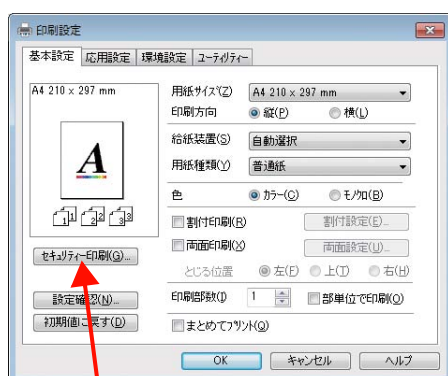 印刷設定
基本設定 応用設定 環境設定 ユーティリティー
A4 210 x 297 mm
用紙サイズ(Z) A4 210 x 297 mm
印刷方向 縦(P) 横(L)
給紙装置(S) 自動選択
用紙種類(Y) 普通紙
A
色 カラー(C) モノクロ(B)
1 1 2 2 3 3
割付印刷(R) 割付設定(E)...
セキュリティー印刷(G)...
両面印刷(X) 両面設定(U)...
とじる位置 左(F) 上(T) 右(H)
設定確認(N)...
印刷部数(I) 1 部単位で印刷(O)
初期値に戻す(D)
まとめてプリント(Q)
OK キャンセル ヘルプ